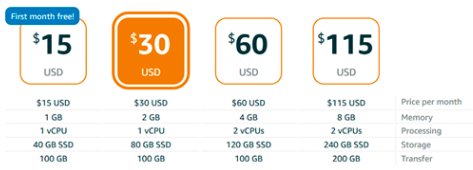 First month free!
$15 $30 $60 $115
USD USD USD USD
$15 USD $30 USD $60 USD $115 USD Price per month
1 GB 2 GB 4 GB 8 GB Memory
1 vCPU 1 vCPU 2 vCPUs 2 vCPUs Processing
40 GB SSD 80 GB SSD 120 GB SSD 240 GB SSD Storage
100 GB 100 GB 100 GB 200 GB Transfer